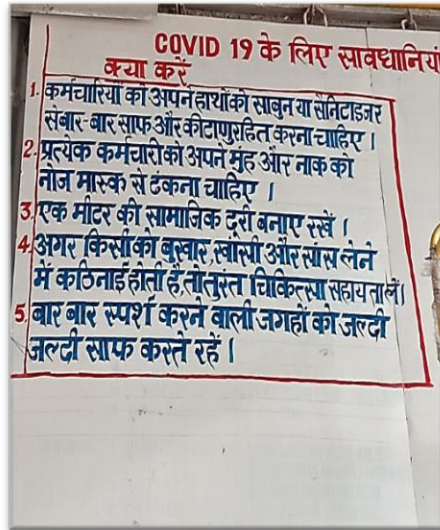 COVID 19 के लिए सावधानिय
क्या करें
1. कर्मचारियों को अपने हाथों को साबुन या सैनिटाइजर
से बार-बार साफ और कीटाणुरहित करना चाहिए ।
2. प्रत्येक कर्मचारी को अपने मुंह और नाक को
नोज मास्क से ढंकना चाहिए ।
3. एक मीटर की सामाजिक दूरी बनाए रखें ।
4. अगर किसी को बुखार, खाँसी और सांस लेने
में कठिनाई होती है, तो तुरंत चिकित्सा सहायता लें।
5. बार बार स्पर्श करने वाली जगहों को जल्दी
जल्दी साफ करते रहें ।